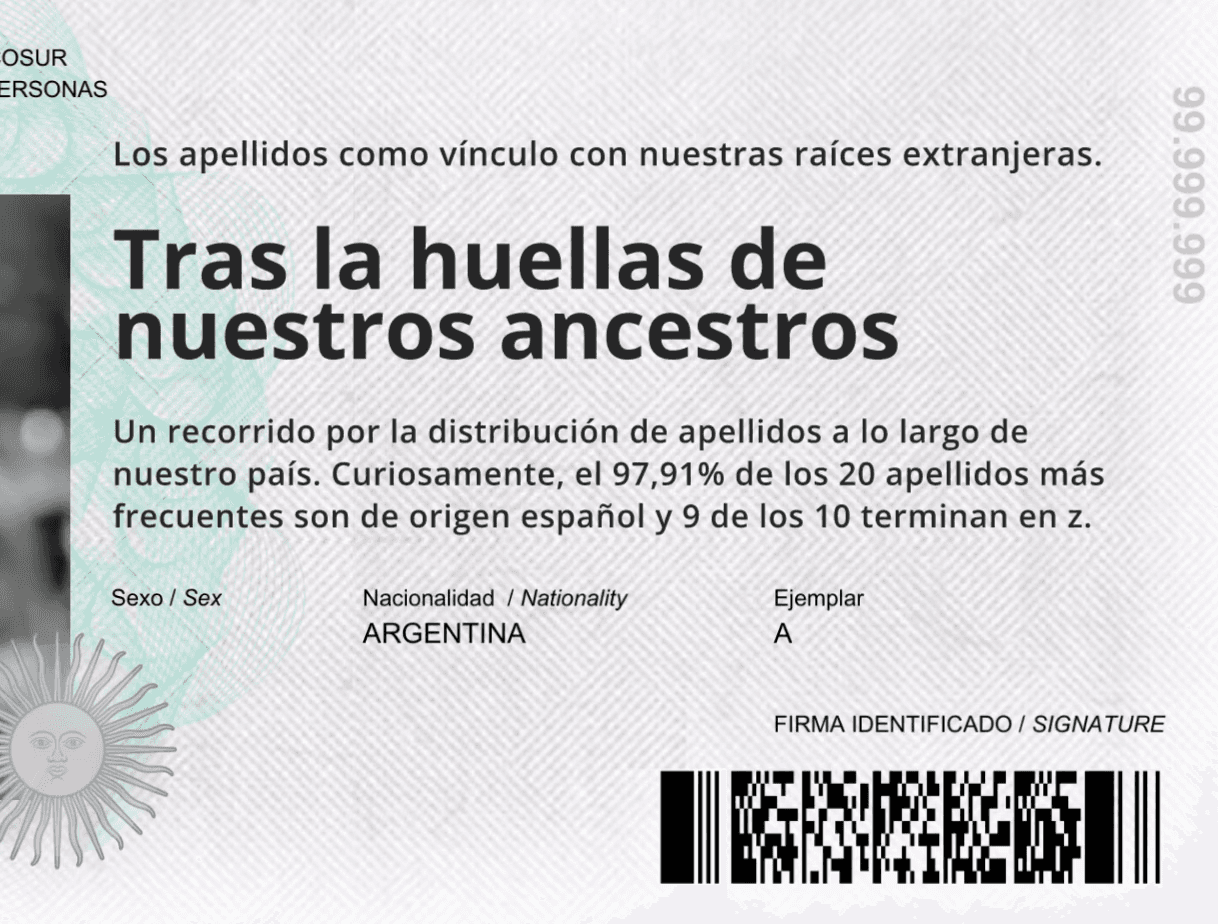 OSUR
ERSONAS
Los apellidos como vínculo con nuestras raíces extranjeras.
Tras la huellas de
nuestros ancestros
Un recorrido por la distribución de apellidos a lo largo de
nuestro país. Curiosamente, el 97,91% de los 20 apellidos más
frecuentes son de origen español y 9 de los 10 terminan en z.
Sexo / Sex
Nacionalidad / Nationality
Ejemplar
ARGENTINA
A
FIRMA IDENTIFICADO / SIGNATURE
99.999.999